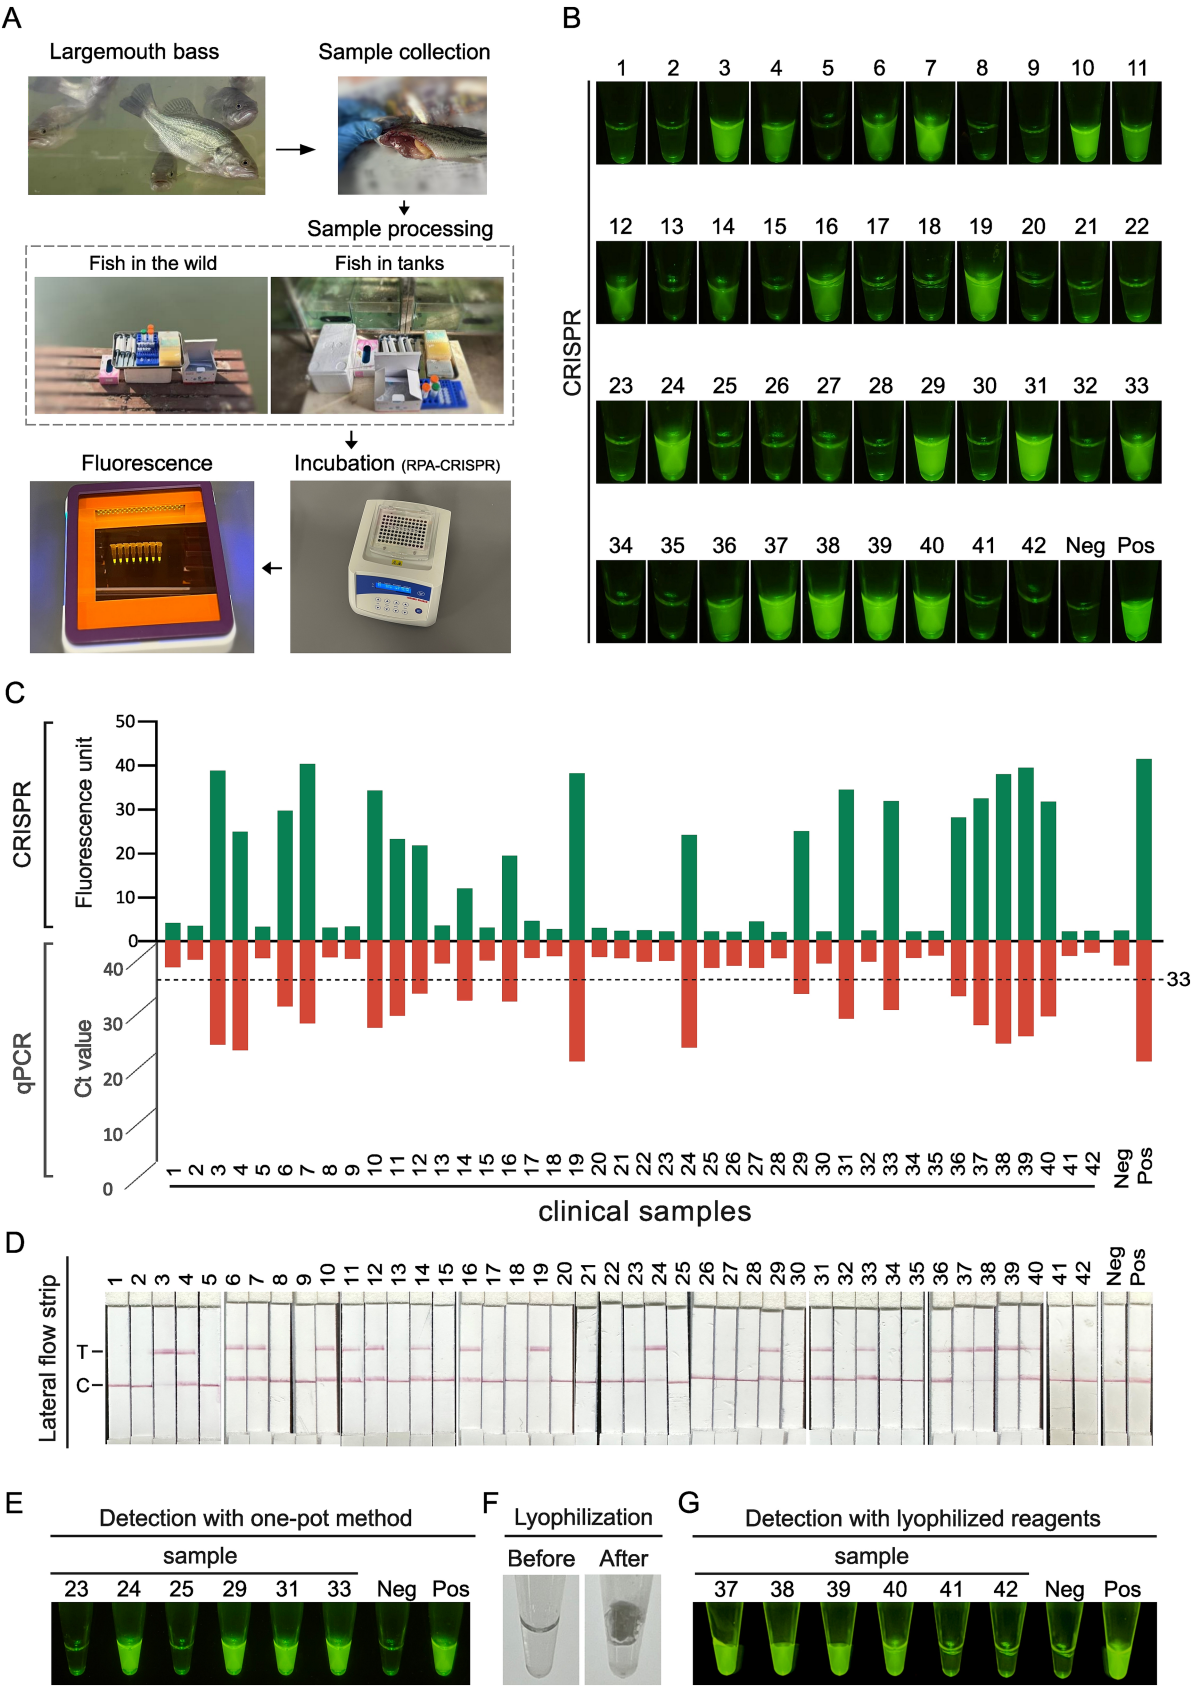 A
Largemouth bass
Sample collection
Sample processing
Fish in the wild
Fish in tanks
Fluorescence
Incubation (RPA-CRISPR)
B
CRISPR
1 2 3 4 5 6 7 8 9 10 11
12 13 14 15 16 17 18 19 20 21 22
23 24 25 26 27 28 29 30 31 32 33
34 35 36 37 38 39 40 41 42 Neg Pos
C
CRISPR
Fluorescence unit
50
40
30
20
10
0
qPCR
Ct value
40
30
20
10
0
33
1 2 3 4 5 6 7 8 9 10 11 12 13 14 15 16 17 18 19 20 21 22 23 24 25 26 27 28 29 30 31 32 33 34 35 36 37 38 39 40 41 42 Neg Pos
clinical samples
D
Lateral flow strip
1 2 3 4 5 6 7 8 9 10 11 12 13 14 15 16 17 18 19 20 21 22 23 24 25 26 27 28 29 30 31 32 33 34 35 36 37 38 39 40 41 42 Neg Pos
T
C
E
Detection with one-pot method
sample
23 24 25 29 31 33 Neg Pos
F
Lyophilization
Before After
G
Detection with lyophilized reagents
sample
37 38 39 40 41 42 Neg Pos